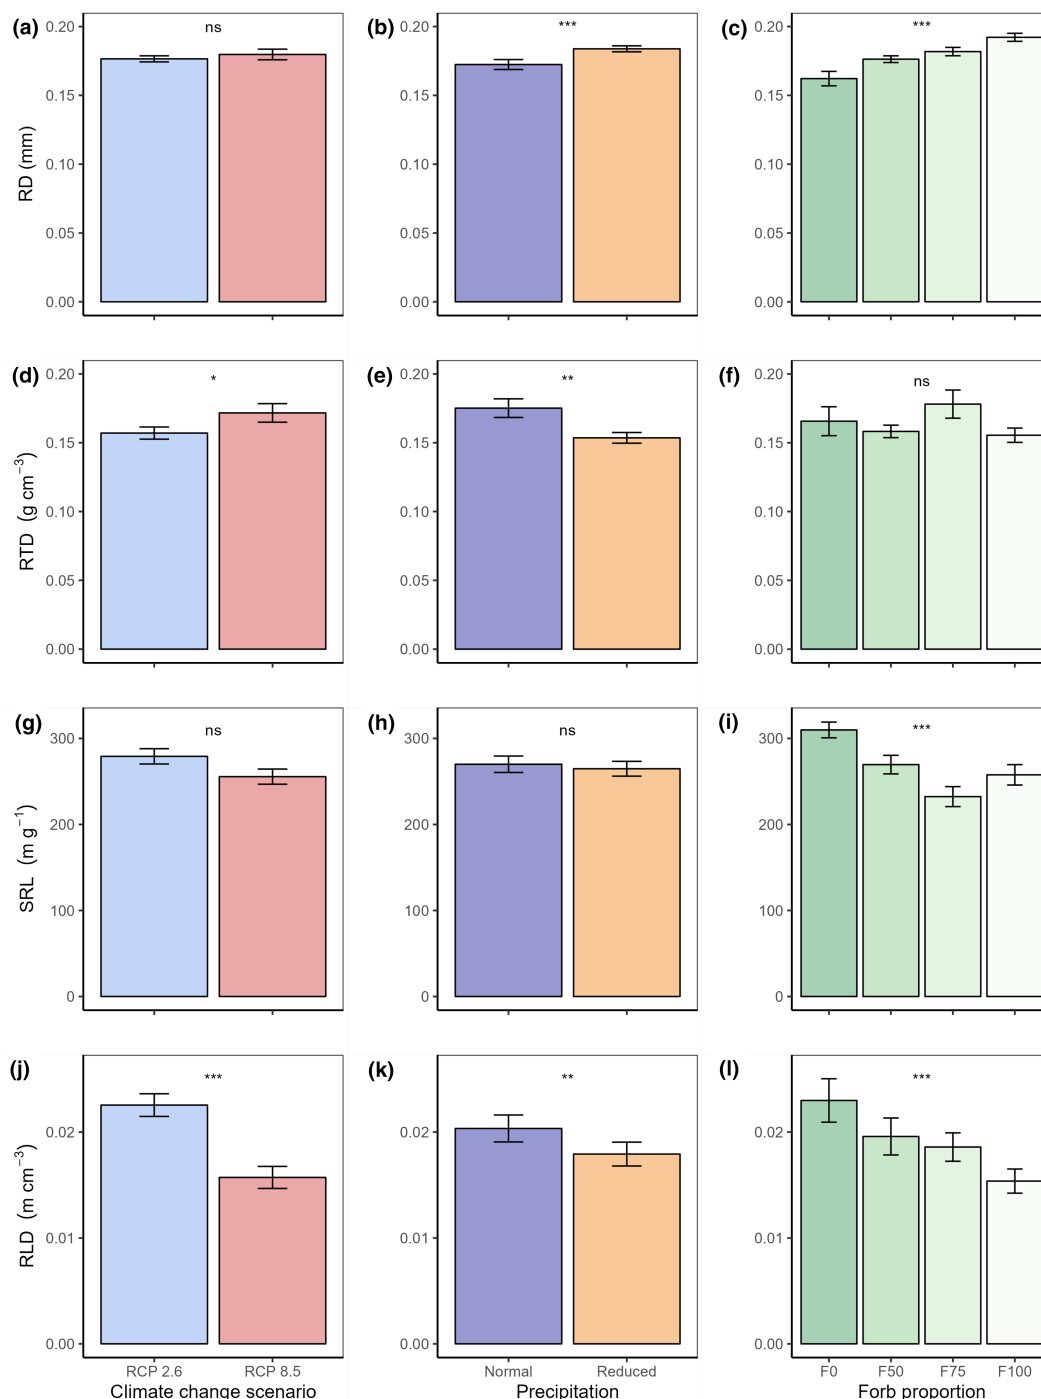 (a) ns (b) *** (c) ***
0.20 0.20 0.20
0.15 0.15 0.15
0.10 0.10 0.10
0.05 0.05 0.05
0.00 0.00 0.00
RD (mm)
(d) * (e) ** (f) ns
0.20 0.20 0.20
0.15 0.15 0.15
0.10 0.10 0.10
0.05 0.05 0.05
0.00 0.00 0.00
RTD (g cm⁻³)
(g) ns (h) ns (i) ***
300 300 300
200 200 200
100 100 100
0 0 0
SRL (m g⁻¹)
(j) *** (k) ** (l) ***
0.02 0.02 0.02
0.01 0.01 0.01
0.00 0.00 0.00
RLD (m cm⁻³)
RCP 2.6 RCP 8.5 Normal Reduced F0 F50 F75 F100
Climate change scenario Precipitation Forb proportion